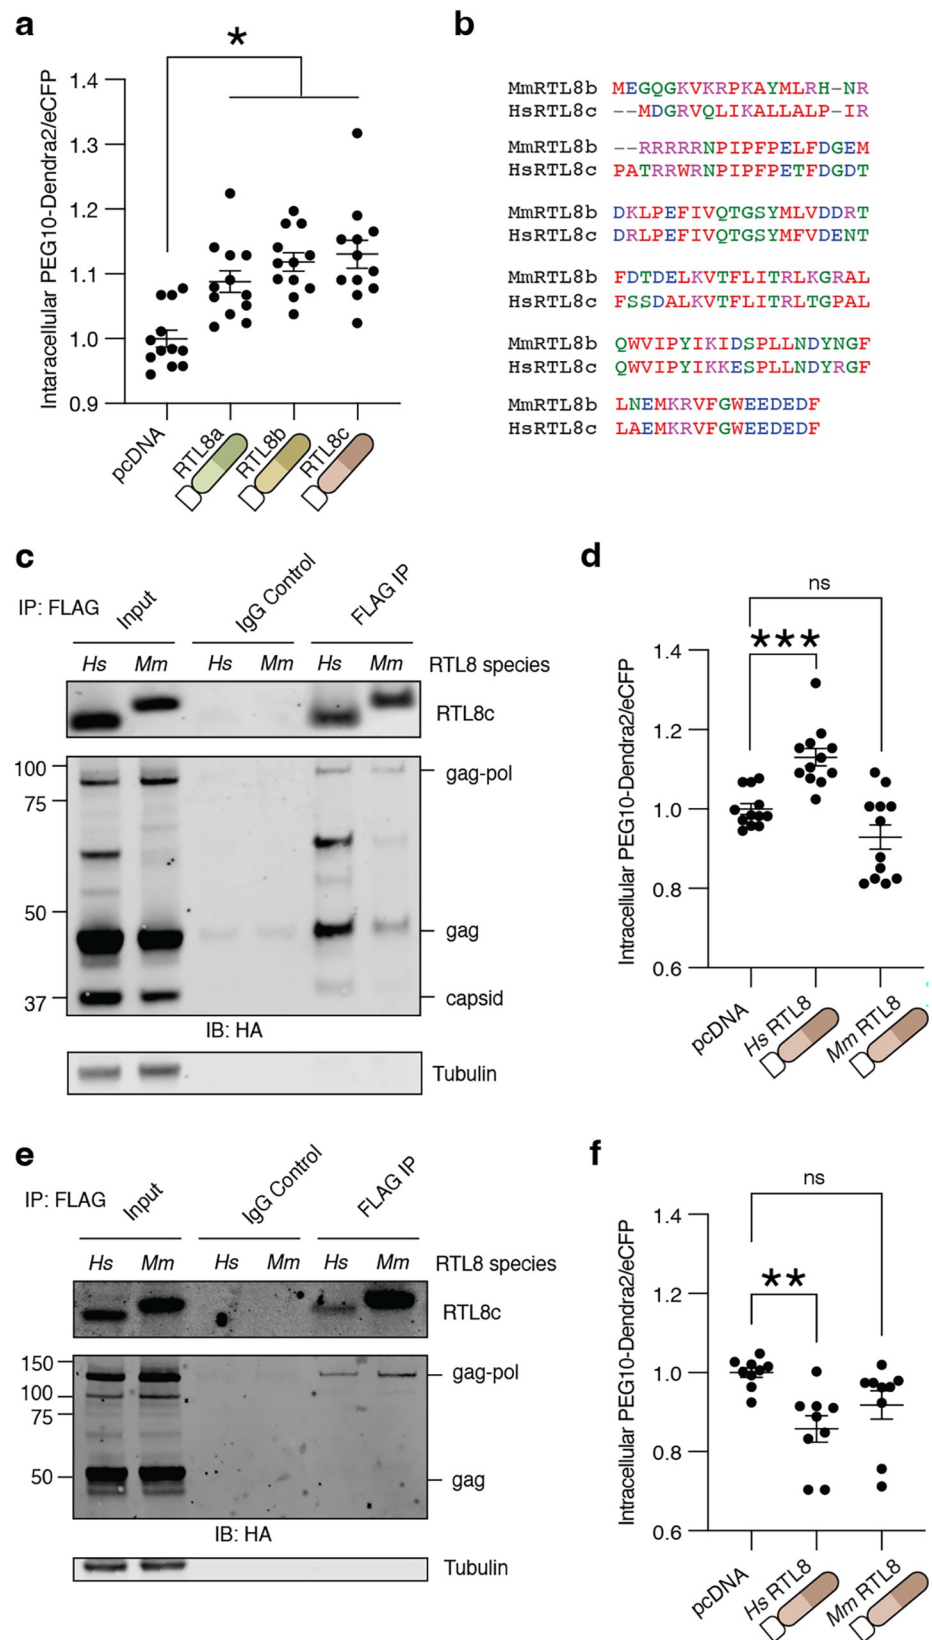 a
*
Intaracellular PEG10-Dendra2/eCFP
1.4
1.3
1.2
1.1
1.0
0.9
pcDNA
RTL8a
RTL8b
RTL8c
b
MmRTL8b MEGQGKVKRPKAYMLRH-NR
HsRTL8c --MDGRVQLIKALLALP-IR
MmRTL8b --RRRRRNPIPFPELFDGEM
HsRTL8c PATRRWRNPIPFPETFDGDT
MmRTL8b DKLPEFIVQTGSYMLVDDRT
HsRTL8c DRLPEFIVQTGSYMFVDENT
MmRTL8b FDTDELKVTFLITRLKGRAL
HsRTL8c FSSDALKVTFLITRLTGPAL
MmRTL8b QWVIPYIKIDSPLLNDYNGF
HsRTL8c QWVIPYIKKESPLLNDYRGF
MmRTL8b LNEMKRVFGWEEDEDF
HsRTL8c LAEMKRVFGWEEDEDF
c
IP: FLAG
Input
IgG Control
FLAG IP
Hs Mm Hs Mm Hs Mm RTL8 species
RTL8c
100
75
50
37
gag-pol
gag
capsid
IB: HA
Tubulin
d
ns
***
Intracellular PEG10-Dendra2/eCFP
1.4
1.2
1.0
0.8
0.6
pcDNA
Hs RTL8
Mm RTL8
e
IP: FLAG
Input
IgG Control
FLAG IP
Hs Mm Hs Mm Hs Mm RTL8 species
RTL8c
150
100
75
50
gag-pol
gag
IB: HA
Tubulin
f
ns
**
Intracellular PEG10-Dendra2/eCFP
1.4
1.2
1.0
0.8
0.6
pcDNA
Hs RTL8
Mm RTL8